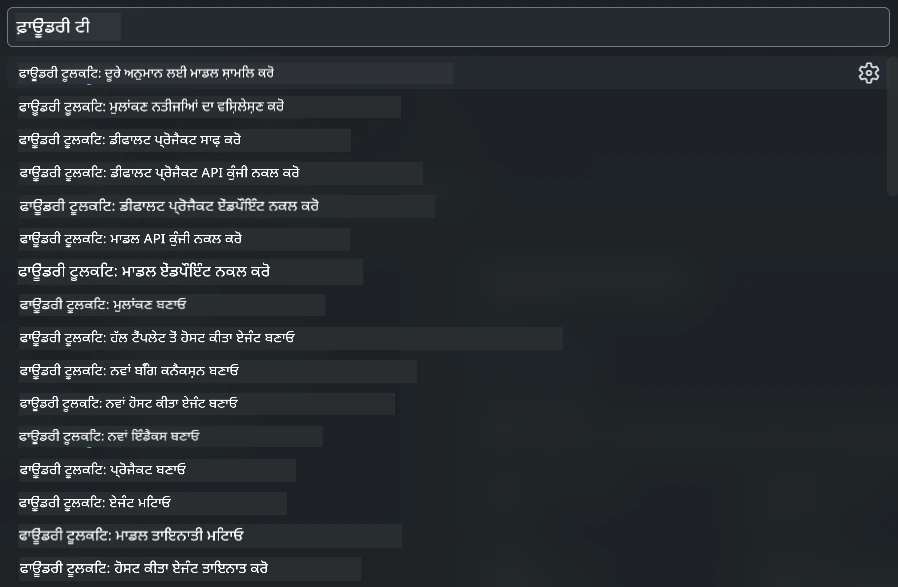 ਫ਼ਾਊਂਡਰੀ ਟੀ
ਫਾਊਂਡਰੀ ਟੂਲਕਿਟ: ਦੂਰੇ ਅਨੁਮਾਨ ਲਈ ਮਾਡਲ ਸ਼ਾਮਲਿ ਕਰੋ
ਫਾਊਂਡਰੀ ਟੂਲਕਟਿ: ਮੁਲਾਂਕਣ ਨਤੀਜਆਿਂ ਦਾ ਵਸ਼ਿਲੇਸ਼ਣ ਕਰੋ
ਫਾਊਂਡਰੀ ਟੂਲਕਟਿ: ਡੀਫਾਲਟ ਪ੍ਰੋਜੈਕਟ ਸਾਫ਼ ਕਰੋ
ਫਾਊਂਡਰੀ ਟੂਲਕਟਿ: ਡੀਫਾਲਟ ਪ੍ਰੋਜੈਕਟ API ਕੁੰਜੀ ਨਕਲ ਕਰੋ
ਫਾਊਂਡਰੀ ਟੂਲਕਟਿ: ਡੀਫਾਲਟ ਪ੍ਰੋਜੈਕਟ ਏਂਡਪੌਇੰਟ ਨਕਲ ਕਰੋ
ਫਾਊਂਡਰੀ ਟੂਲਕਟਿ: ਮਾਡਲ API ਕੁੰਜੀ ਨਕਲ ਕਰੋ
ਫਾਊਂਡਰੀ ਟੂਲਕਟਿ: ਮਾਡਲ ਏਂਡਪੌਇੰਟ ਨਕਲ ਕਰੋ
ਫਾਊਂਡਰੀ ਟੂਲਕਟਿ: ਮੁਲਾਂਕਣ ਬਣਾਓ
ਫਾਊਂਡਰੀ ਟੂਲਕਟਿ: ਹੱਲ ਟੈਂਪਲੇਟ ਤੋਂ ਹੋਸਟ ਕੀਤਾ ਏਜੰਟ ਬਣਾਓ
ਫਾਊਂਡਰੀ ਟੂਲਕਟਿ: ਨਵਾਂ ਬੰਿਗ ਕਨੈਕਸ਼ਨ ਬਣਾਓ
ਫਾਊਂਡਰੀ ਟੂਲਕਟਿ: ਨਵਾਂ ਹੋਸਟ ਕੀਤਾ ਏਜੰਟ ਬਣਾਓ
ਫਾਊਂਡਰੀ ਟੂਲਕਟਿ: ਨਵਾਂ ਇੰਡੈਕਸ ਬਣਾਓ
ਫਾਊਂਡਰੀ ਟੂਲਕਟਿ: ਪ੍ਰੋਜੈਕਟ ਬਣਾਓ
ਫਾਊਂਡਰੀ ਟੂਲਕਟਿ: ਏਜੰਟ ਮਟਿਾਓ
ਫਾਊਂਡਰੀ ਟੂਲਕਟਿ: ਮਾਡਲ ਤਾਇਨਾਤੀ ਮਟਿਾਓ
ਫਾਊਂਡਰੀ ਟੂਲਕਟਿ: ਹੋਸਟ ਕੀਤਾ ਏਜੰਟ ਤਾਇਨਾਤ ਕਰੋ